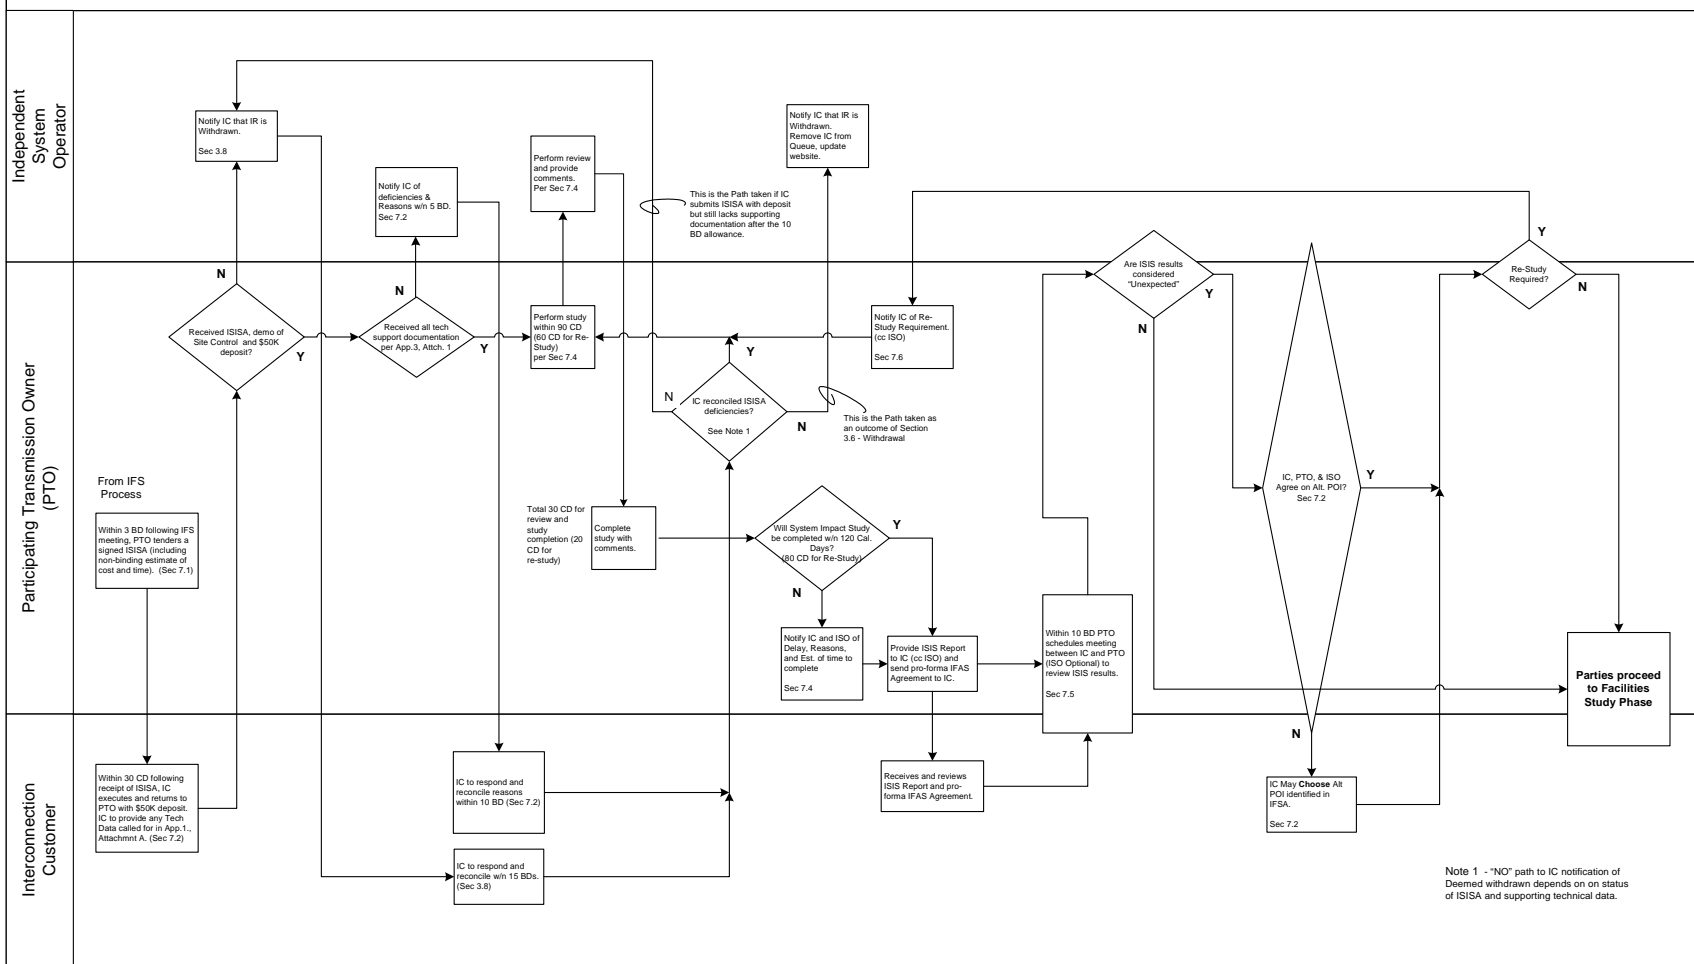 Independent
System
Operator
Notify IC that IR is
Withdrawn.
Sec 3.8
Notify IC of
deficiencies &
Reasons w/n 5 BD.
Sec 7.2
Perform review
and provide
comments.
Per Sec 7.4
This is the Path taken if IC
submits ISISA with deposit
but still lacks supporting
documentation after the 10
BD allowance.
Notify IC that IR is
Withdrawn.
Remove IC from
Queue, update
website.
Participating Transmission Owner
(PTO)
N
Received ISISA, demo of
Site Control and $50K
deposit?
Y
N
Received all tech
support documentation
per App.3, Attch. 1
Y
Perform study
within 90 CD
(60 CD for Re-
Study)
per Sec 7.4
Y
N
IC reconciled ISISA
deficiencies?
See Note 1
N
This is the Path taken as
an outcome of Section
3.6 - Withdrawal
Notify IC of Re-
Study Requirement.
(cc ISO)
Sec 7.6
Are ISIS results
considered
“Unexpected”
Y
N
Y
Re-Study
Required?
N
IC, PTO, & ISO
Agree on Alt. POI?
Sec 7.2
Y
N
From IFS
Process
Within 3 BD following IFS
meeting, PTO tenders a
signed ISISA (including
non-binding estimate of
cost and time). (Sec 7.1)
Total 30 CD for
review and
study
completion (20
CD for
re-study)
Complete
study with
comments.
Will System Impact Study
be completed w/n 120 Cal.
Days?
(80 CD for Re-Study)
Y
N
Notify IC and ISO of
Delay, Reasons,
and Est. of time to
complete
Sec 7.4
Provide ISIS Report
to IC (cc ISO) and
send pro-forma IFAS
Agreement to IC.
Within 10 BD PTO
schedules meeting
between IC and PTO
(ISO Optional) to
review ISIS results.
Sec 7.5
Parties proceed
to Facilities
Study Phase
Interconnection
Customer
Within 30 CD following
receipt of ISISA, IC
executes and returns to
PTO with $50K deposit.
IC to provide any Tech
Data called for in App.1.,
Attachmnt A. (Sec 7.2)
IC to respond and
reconcile reasons
within 10 BD (Sec 7.2)
IC to respond and
reconcile w/n 15 BDs.
(Sec 3.8)
Receives and reviews
ISIS Report and pro-
forma IFAS Agreement.
IC May Choose Alt
POI identified in
IFSA.
Sec 7.2
Note 1 - “NO” path to IC notification of
Deemed withdrawn depends on on status
of ISISA and supporting technical data.